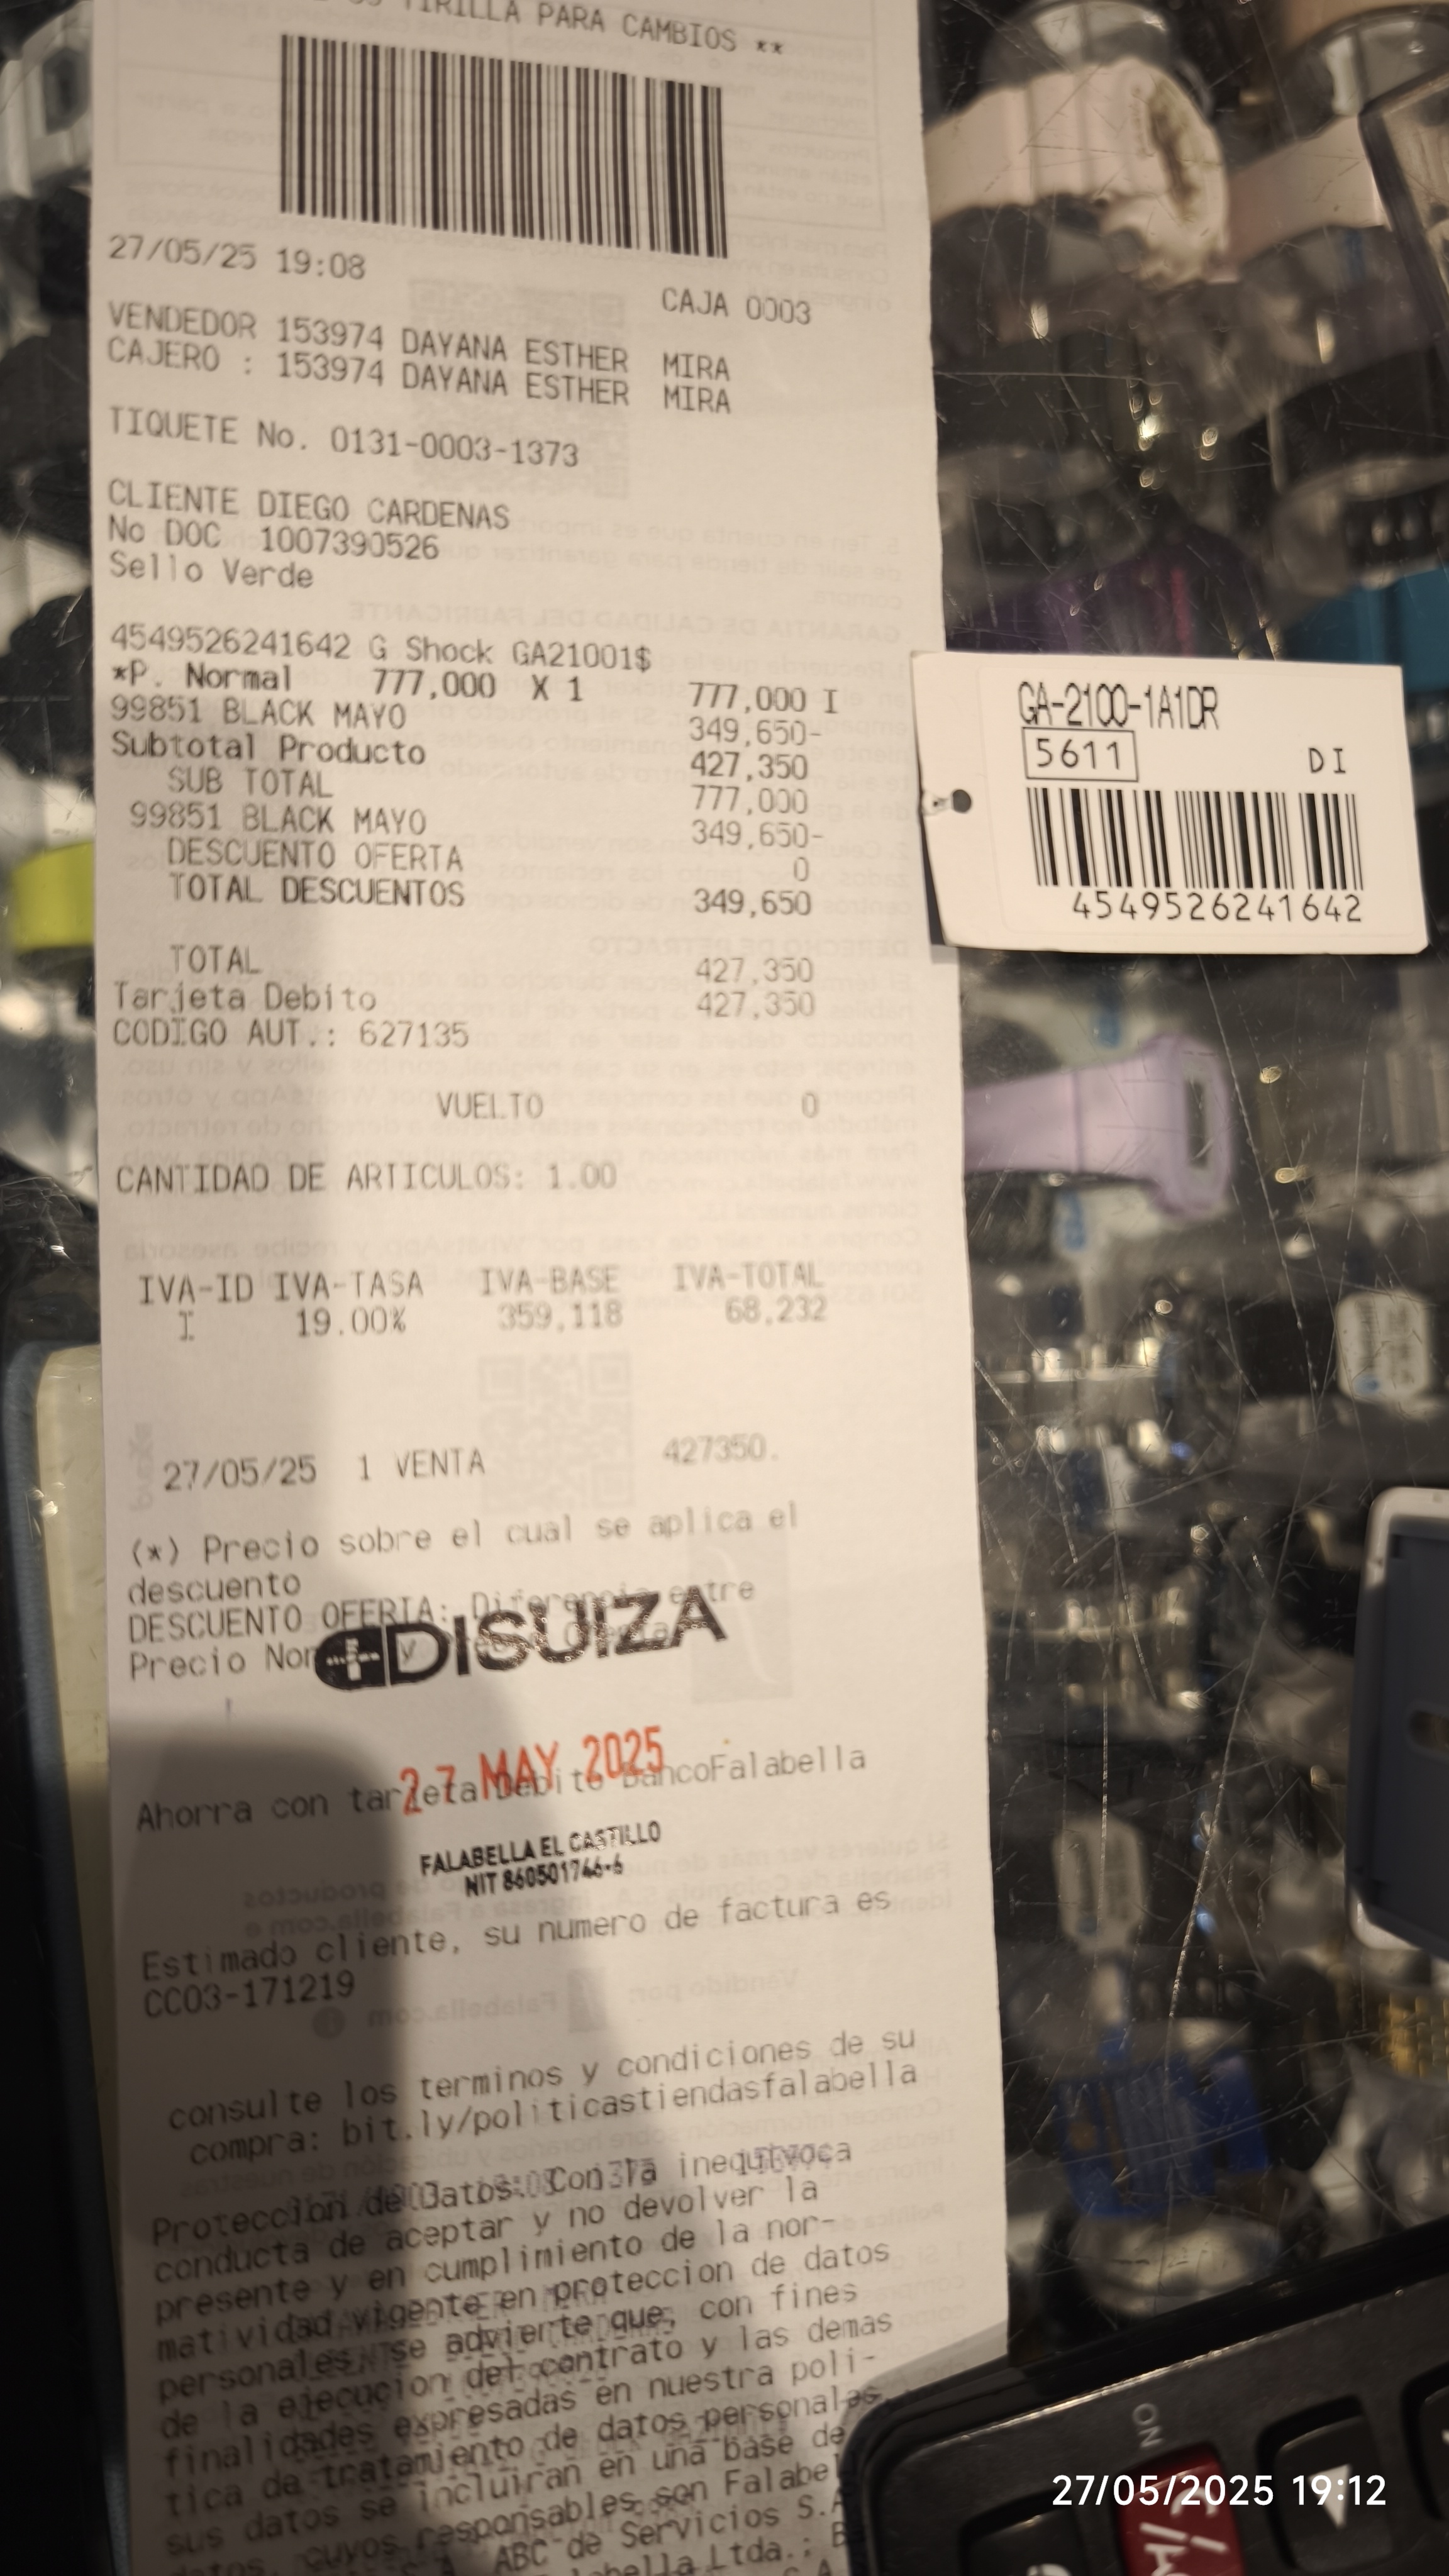 TIRILLA PARA CAMBIOS **
27/05/25 19:08
CAJA 0003
VENDEDOR 153974 DAYANA ESTHER MIRA
CAJERO : 153974 DAYANA ESTHER MIRA
TIQUETE No. 0131-0003-1373
CLIENTE DIEGO CARDENAS
No DOC 1007390526
Sello Verde
4549526241642 G Shock GA21001$
*P. Normal 777,000 X 1 777,000 I
99851 BLACK MAYO 349,650-
Subtotal Producto 427,350
SUB TOTAL 777,000
99851 BLACK MAYO 349,650-
DESCUENTO OFERTA 0
TOTAL DESCUENTOS 349,650
TOTAL 427,350
Tarjeta Debito 427,350
CODIGO AUT.: 627135
VUELTO 0
CANTIDAD DE ARTICULOS: 1.00
IVA-ID IVA-TASA IVA-BASE IVA-TOTAL
I 19.00% 359,118 68,232
27/05/25 1 VENTA 427350.
(*) Precio sobre el cual se aplica el
descuento
DESCUENTO OFERTA: Diferencia entre
Precio Nor y Oferta
DISUIZA
27 MAY 2025
Ahorra con tarjeta Debito BancoFalabella
FALABELLA EL CASTILLO
NIT 860501746-6
Estimado cliente, su numero de factura es
CC03-171219
consulte los terminos y condiciones de su
compra: bit.ly/politicastiendasfalabella
Proteccion de Datos: Con la inequivoca
conducta de aceptar y no devolver la
presente y en cumplimiento de la nor-
matividad vigente en proteccion de datos
personales, se advierte que, con fines
de la ejecucion del contrato y las demas
finalidades expresadas en nuestra poli-
tica de tratamiento de datos personales,
sus datos se incluiran en una base de
datos, cuyos responsables son Falabel
ABC de Servicios S.A
Ltda.;
GA-2100-1A1DR
5611 DI
4549526241642
ON
27/05/2025 19:12